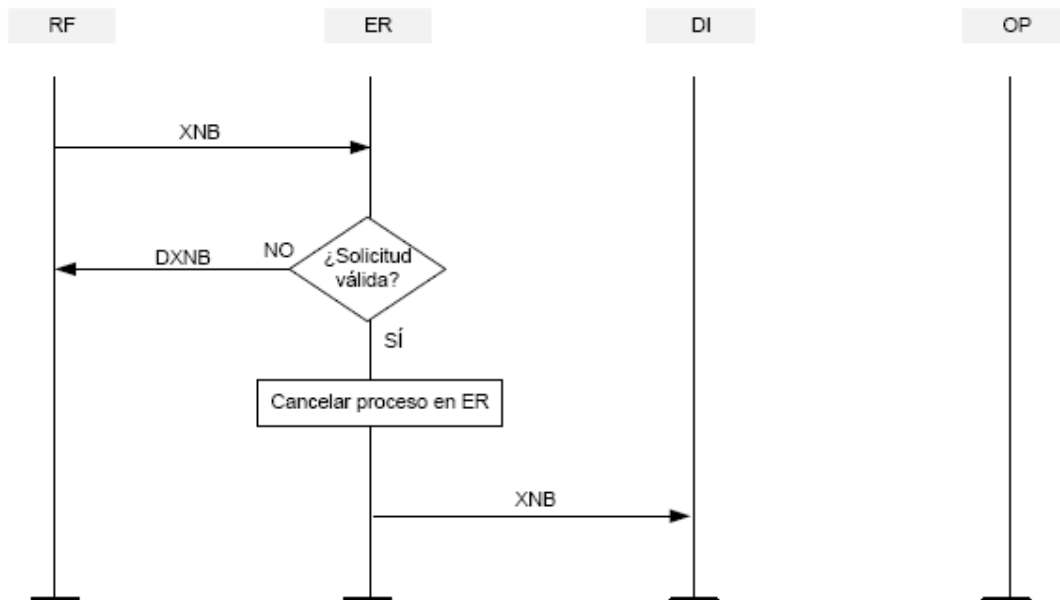 RF
ER
DI
OP
XNB
DXNB
NO
¿Solicitud
válida?
SÍ
Cancelar proceso en ER
XNB